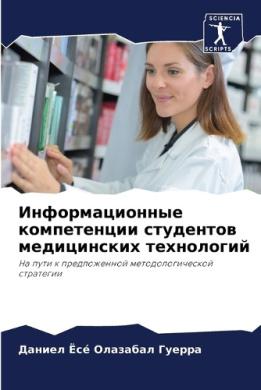 SCIENCIA
SCRIPTS
Информационные
компетенции студентов
медицинских технологий
На пути к предложенной методологической
стратегии
Даниел Ёсé Олазабал Гуерра